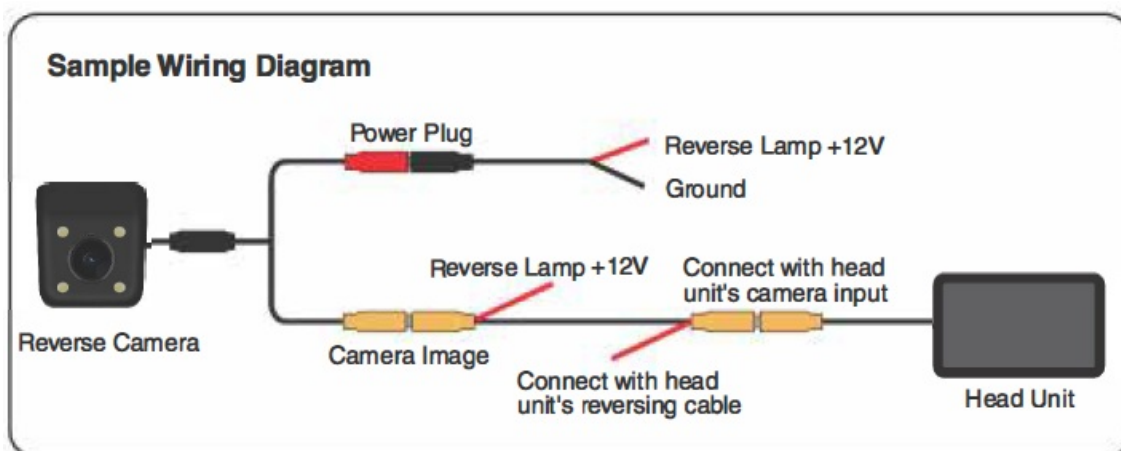 Sample Wiring Diagram
Power Plug
Reverse Lamp +12V
Ground
Reverse Lamp +12V
Connect with head
unit's camera input
Reverse Camera
Camera Image
Connect with head
unit's reversing cable
Head Unit